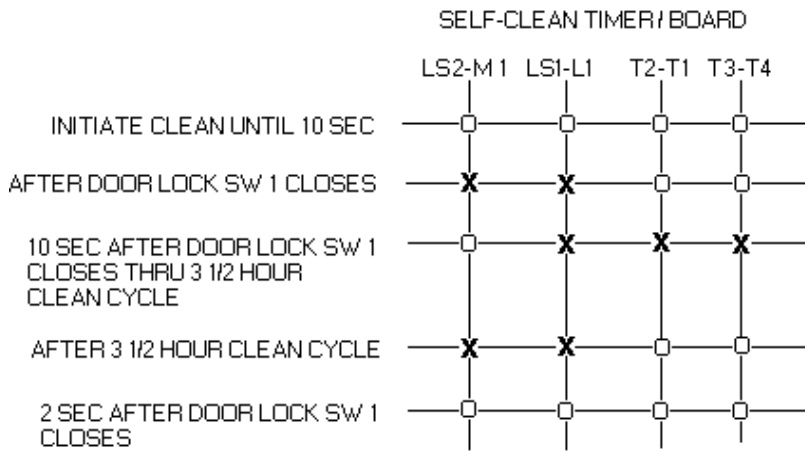 SELF-CLEAN TIMER / BOARD
LS2-M1 LS1-L1 T2-T1 T3-T4
INITIATE CLEAN UNTIL 10 SEC O O O O
AFTER DOOR LOCK SW 1 CLOSES X X O O
10 SEC AFTER DOOR LOCK SW 1 O X X X
CLOSES THRU 3 1/2 HOUR
CLEAN CYCLE
AFTER 3 1/2 HOUR CLEAN CYCLE X X O O
2 SEC AFTER DOOR LOCK SW 1 O O O O
CLOSES